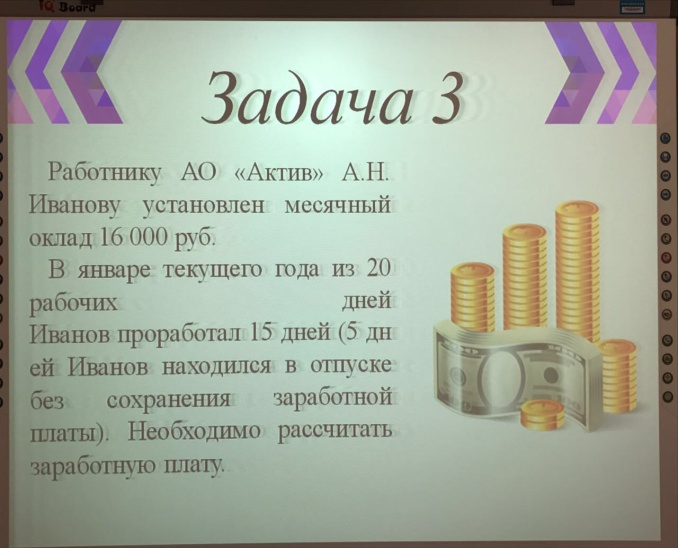 IQ Board
Задача 3
Работнику АО «Актив» А.Н.
Иванову установлен месячный
оклад 16 000 руб.
В январе текущего года из 20
рабочих дней
Иванов проработал 15 дней (5 дн
ей Иванов находился в отпуске
без сохранения заработной
платы). Необходимо рассчитать
заработную плату.